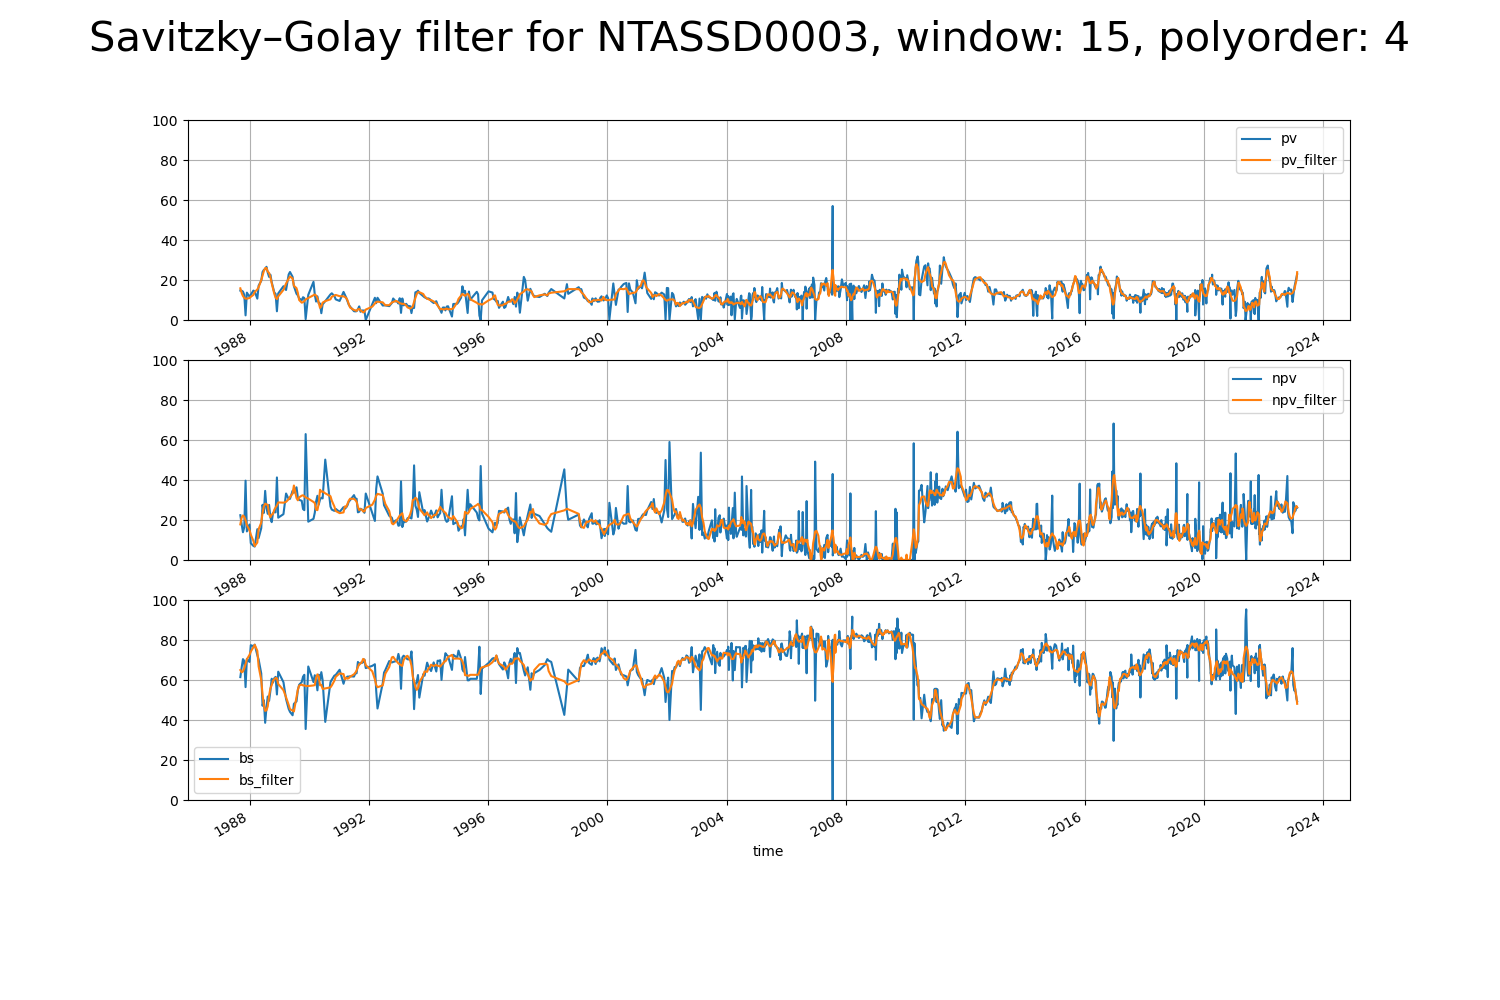 Savitzky–Golay filter for NTASSD0003, window: 15, polyorder: 4
100
80
60
40
20
0
pv
pv_filter
1988 1992 1996 2000 2004 2008 2012 2016 2020 2024
100
80
60
40
20
0
npv
npv_filter
1988 1992 1996 2000 2004 2008 2012 2016 2020 2024
100
80
60
40
20
0
bs
bs_filter
1988 1992 1996 2000 2004 2008 2012 2016 2020 2024
time